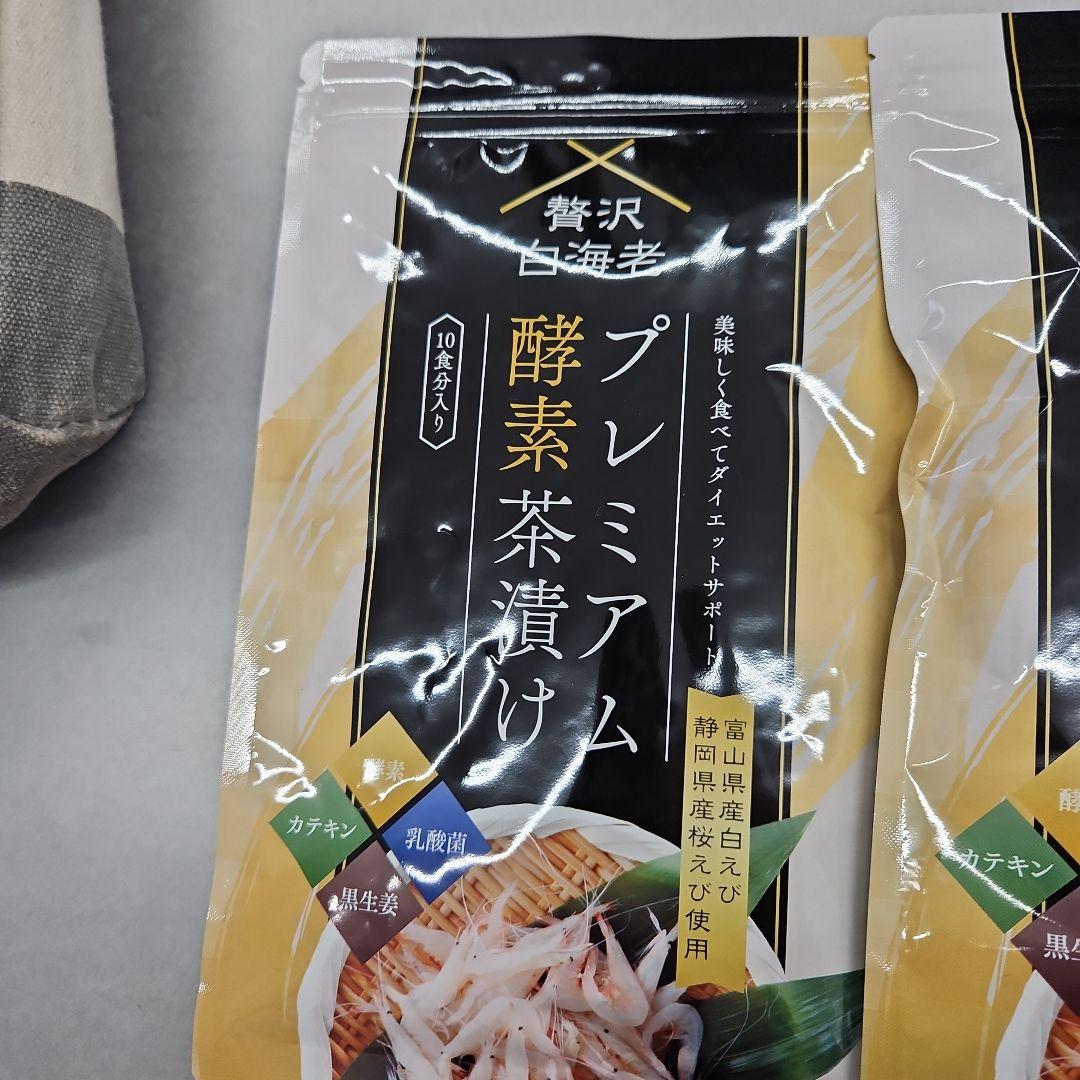 贅沢
白海老
美味しく食べてダイエットサポート
プレミアム
酵素茶漬け
10食分入り
富山県産白えび
静岡県産桜えび使用
酵素
カテキン
乳酸菌
黒生姜
酵
カテキン
黒生